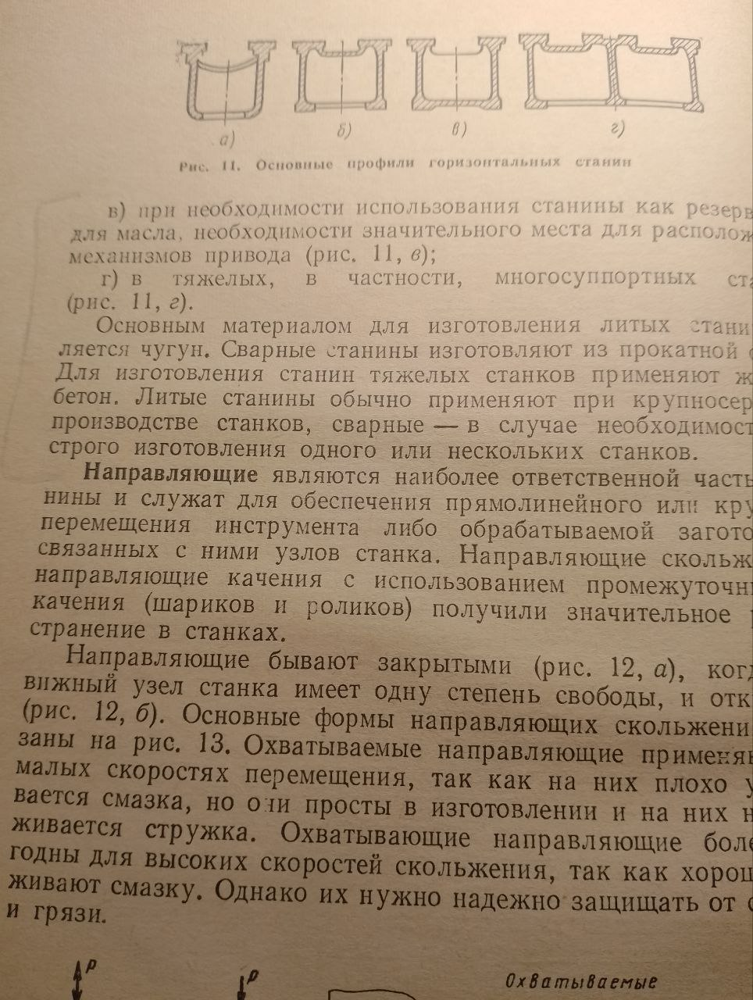 а) б) в) г)
Рис. 11. Основные профили горизонтальных станин
в) при необходимости использования станины как резерв
для масла, необходимости значительного места для располож
механизмов привода (рис. 11, в);
г) в тяжелых, в частности, многосуппортных ста
(рис. 11, г).
Основным материалом для изготовления литых стани
ляется чугун. Сварные станины изготовляют из прокатной с
Для изготовления станин тяжелых станков применяют ж
бетон. Литые станины обычно применяют при крупносер
производстве станков, сварные — в случае необходимост
строго изготовления одного или нескольких станков.
Направляющие являются наиболее ответственной часть
нины и служат для обеспечения прямолинейного или кру
перемещения инструмента либо обрабатываемой загото
связанных с ними узлов станка. Направляющие скольж
направляющие качения с использованием промежуточн
качения (шариков и роликов) получили значительное р
странение в станках.
Направляющие бывают закрытыми (рис. 12, а), когд
вижный узел станка имеет одну степень свободы, и отк
(рис. 12, б). Основные формы направляющих скольжени
заны на рис. 13. Охватываемые направляющие применя
малых скоростях перемещения, так как на них плохо у
вается смазка, но они просты в изготовлении и на них н
живается стружка. Охватывающие направляющие боле
годны для высоких скоростей скольжения, так как хорош
живают смазку. Однако их нужно надежно защищать от с
и грязи.
P P Охватываемые